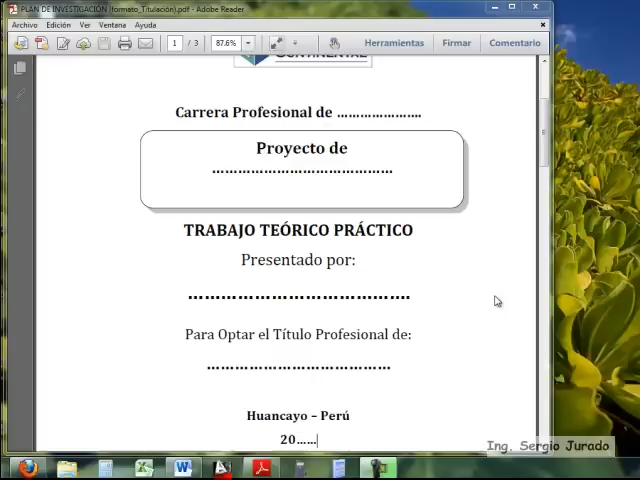 PLAN DE INVESTIGACIÓN (formato_Titulación).pdf - Adobe Reader
Archivo Edición Ver Ventana Ayuda
1 / 3 87.6% Herramientas Firmar Comentario
CONTINENTAL
Carrera Profesional de ......................
Proyecto de
..........................................
TRABAJO TEÓRICO PRÁCTICO
Presentado por:
..........................................
Para Optar el Título Profesional de:
..........................................
Huancayo – Perú
20......
Ing. Sergio Jurado